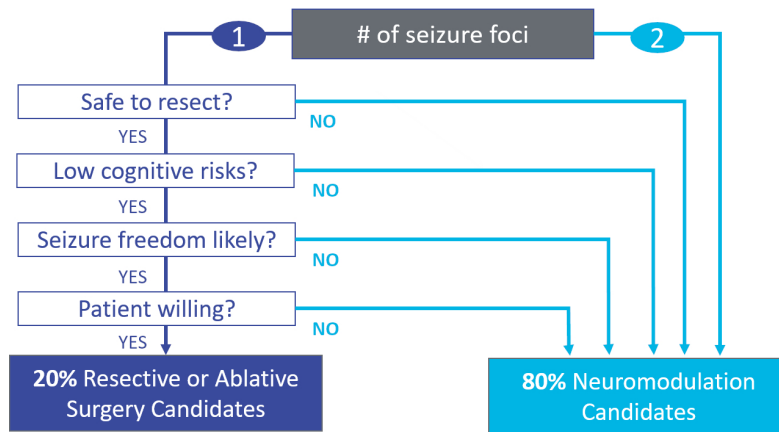 1
# of seizure foci
2
Safe to resect?
NO
YES
Low cognitive risks?
NO
YES
Seizure freedom likely?
NO
YES
Patient willing?
NO
YES
20% Resective or Ablative
Surgery Candidates
80% Neuromodulation
Candidates